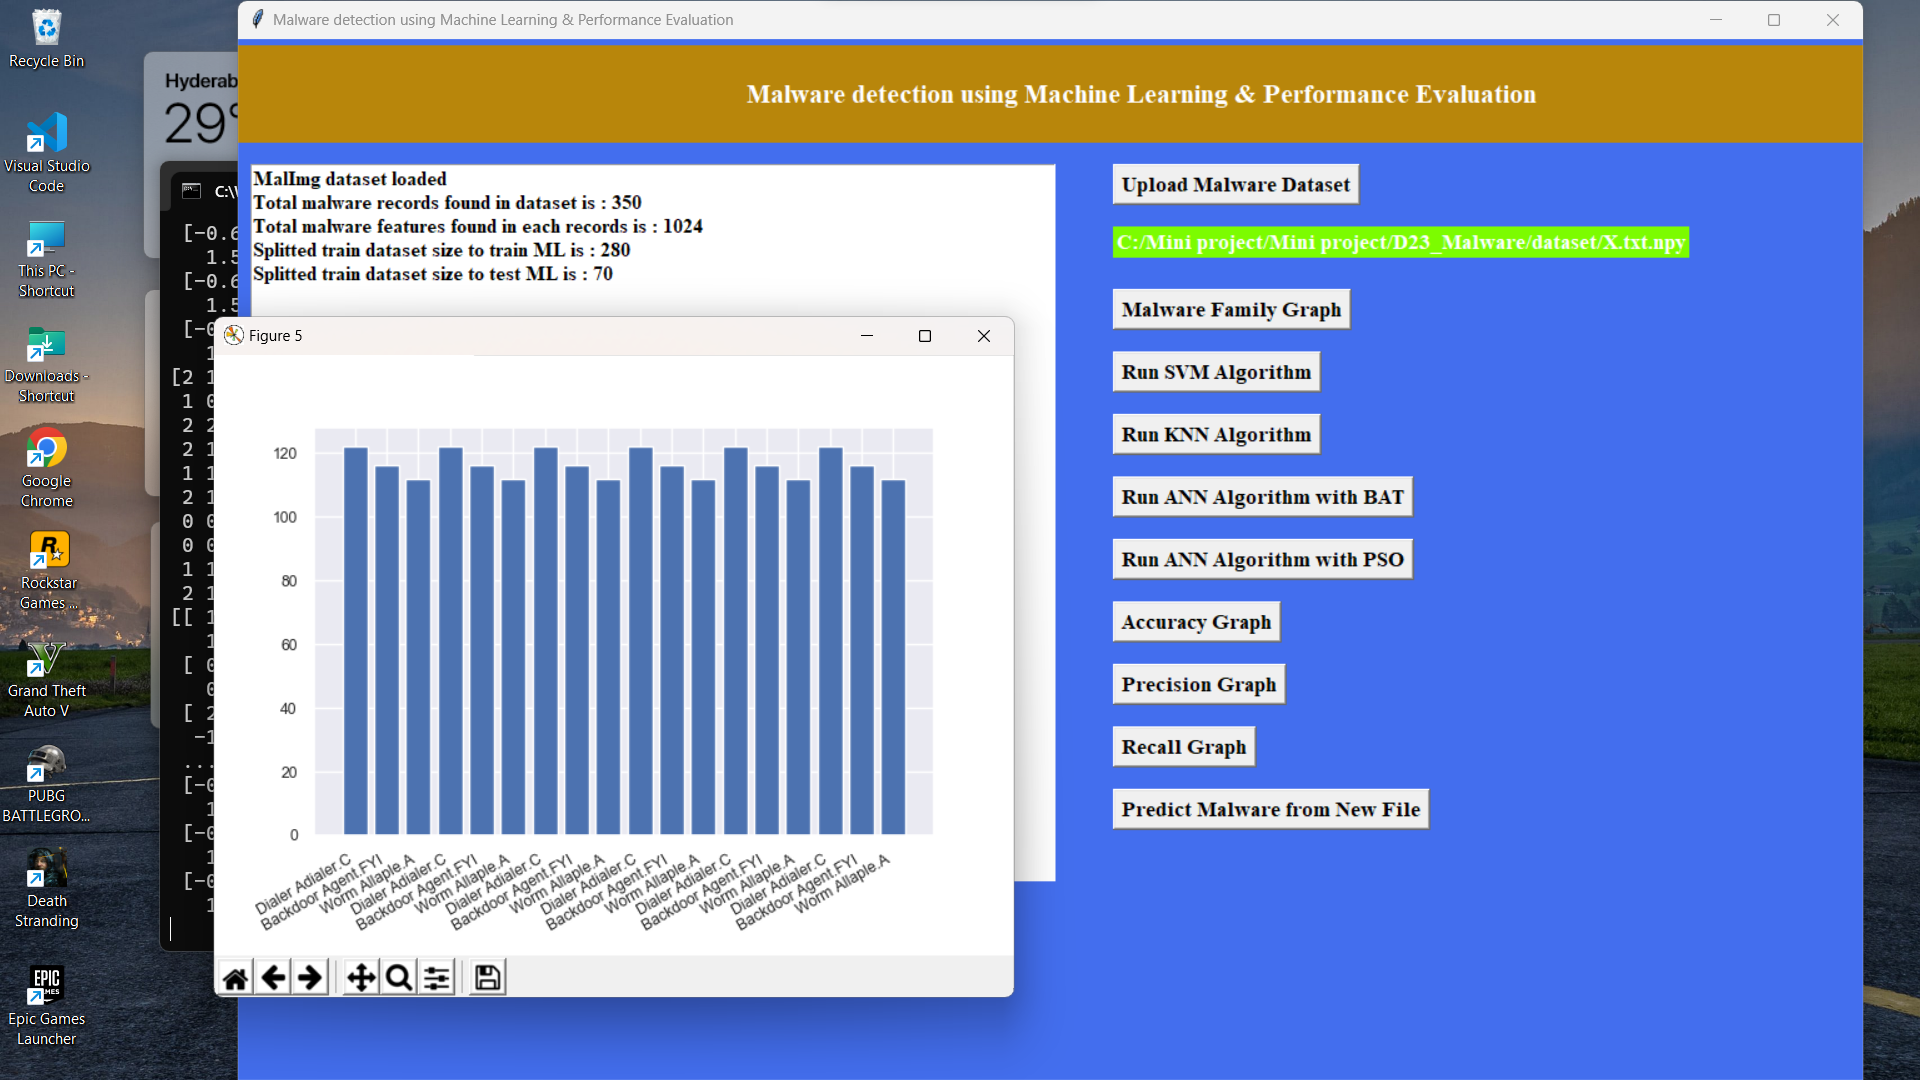 Recycle Bin
Visual Studio
Code
This PC -
Shortcut
Downloads -
Shortcut
Google
Chrome
Rockstar
Games ...
Grand Theft
Auto V
PUBG
BATTLEGRO...
Death
Stranding
EPIC
GAMES
Epic Games
Launcher
Hyderab
29°
C:\
Malware detection using Machine Learning & Performance Evaluation
Malware detection using Machine Learning & Performance Evaluation
MalImg dataset loaded
Total malware records found in dataset is : 350
Total malware features found in each records is : 1024
Splitted train dataset size to train ML is : 280
Splitted train dataset size to test ML is : 70
Upload Malware Dataset
C:/Mini project/Mini project/D23_Malware/dataset/X.txt.npy
Malware Family Graph
Run SVM Algorithm
Run KNN Algorithm
Run ANN Algorithm with BAT
Run ANN Algorithm with PSO
Accuracy Graph
Precision Graph
Recall Graph
Predict Malware from New File
Figure 5
120
100
80
60
40
20
0
Dialer Adialer.C
Backdoor Agent.FYI
Worm Allaple.A
Dialer Adialer.C
Backdoor Agent.FYI
Worm Allaple.A
Dialer Adialer.C
Backdoor Agent.FYI
Worm Allaple.A
Dialer Adialer.C
Backdoor Agent.FYI
Worm Allaple.A
Dialer Adialer.C
Backdoor Agent.FYI
Worm Allaple.A
Dialer Adialer.C
Backdoor Agent.FYI
Worm Allaple.A